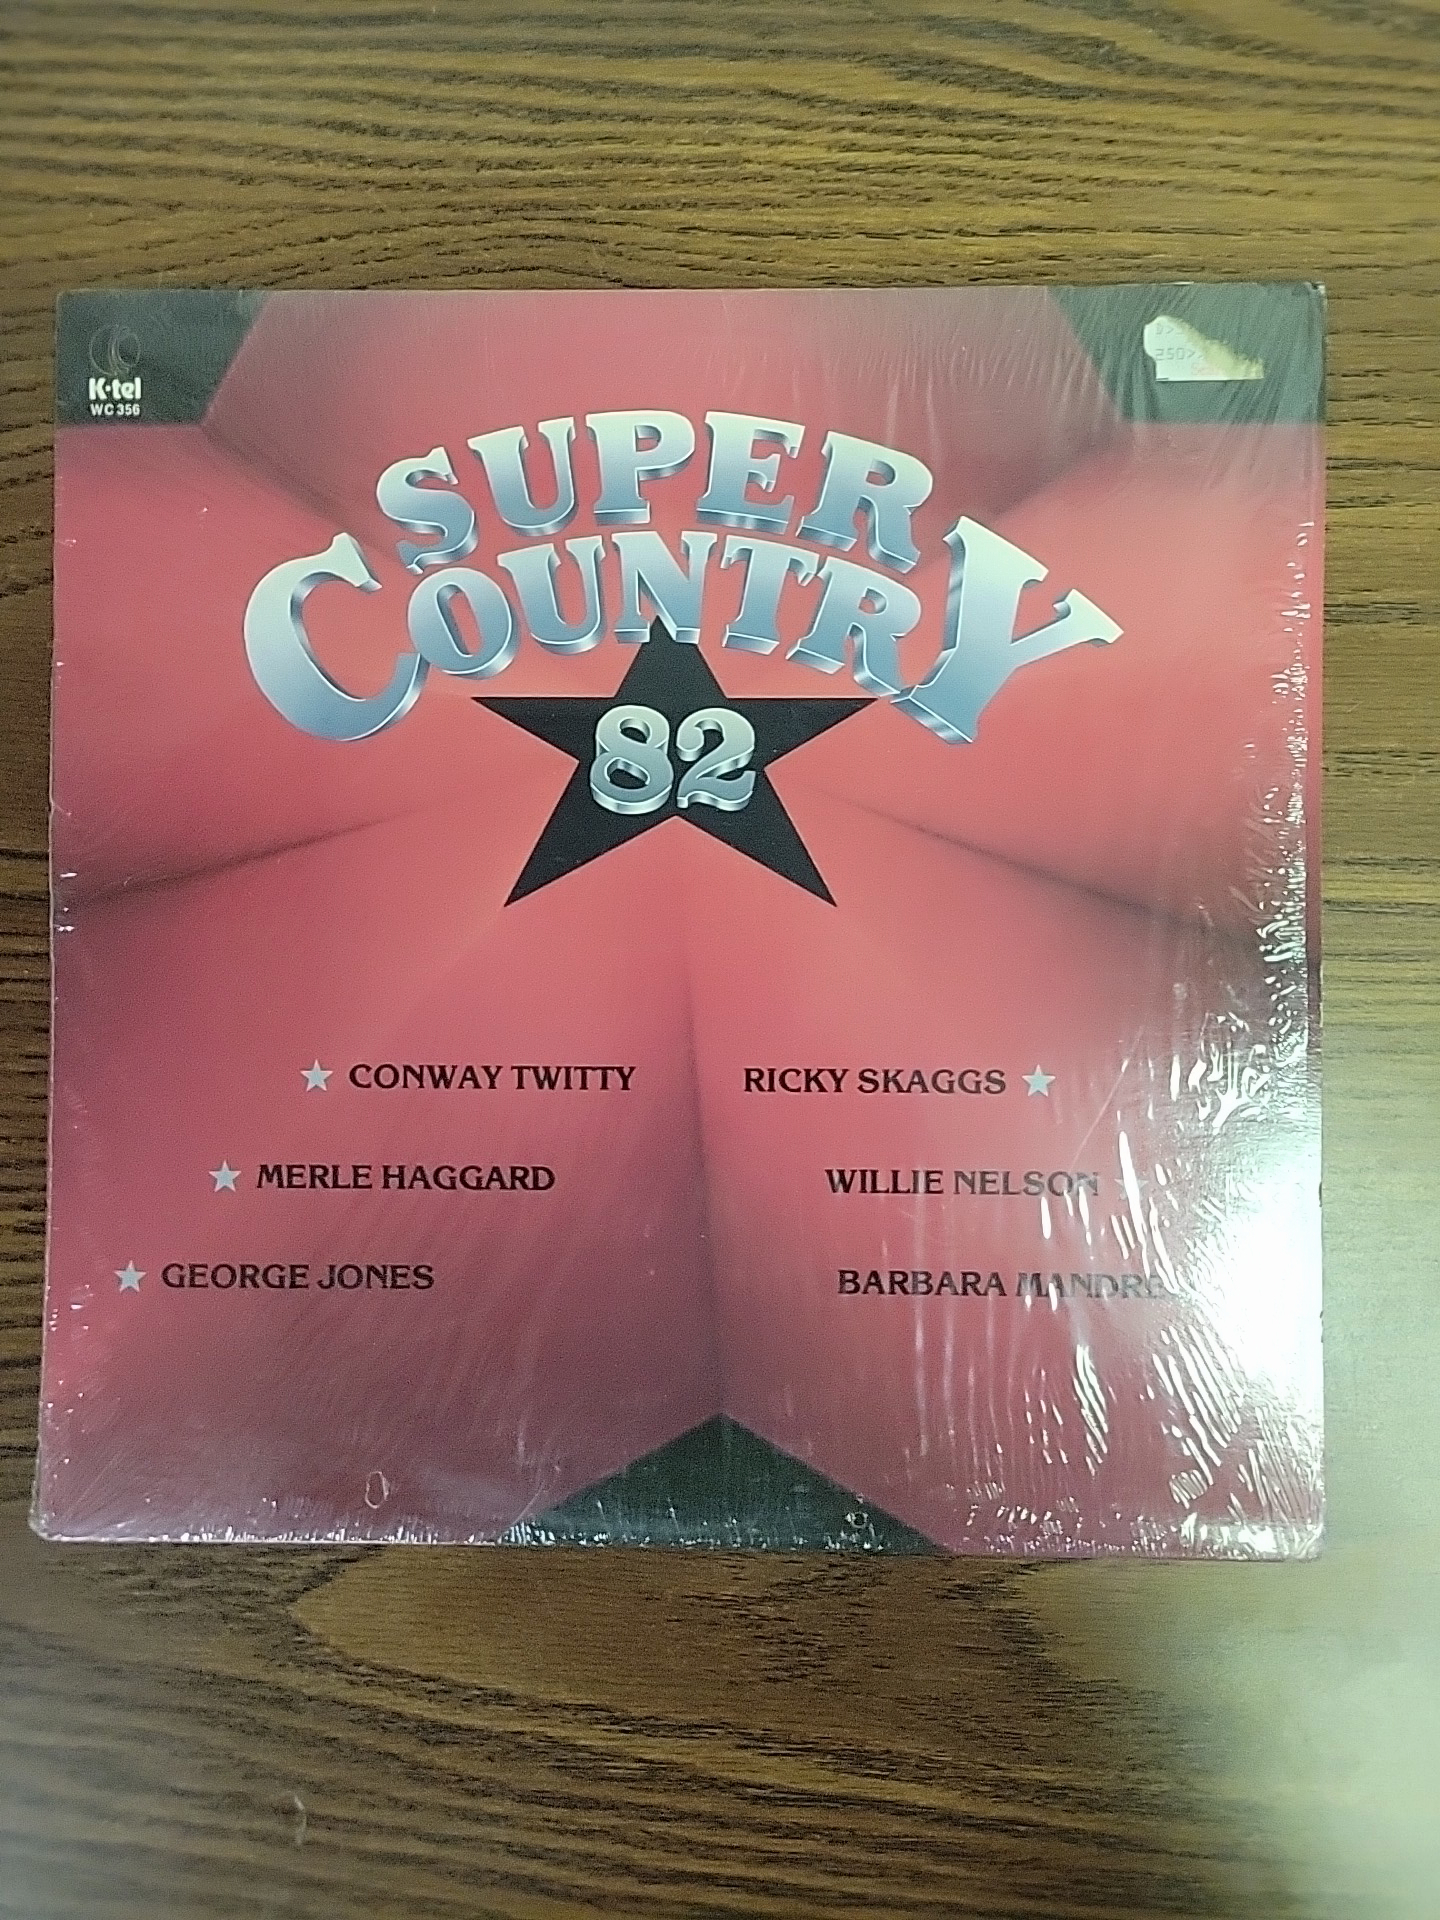 K-tel
WC 356
SUPER
COUNTRY
82
CONWAY TWITTY
RICKY SKAGGS
MERLE HAGGARD
WILLIE NELSON
GEORGE JONES
BARBARA